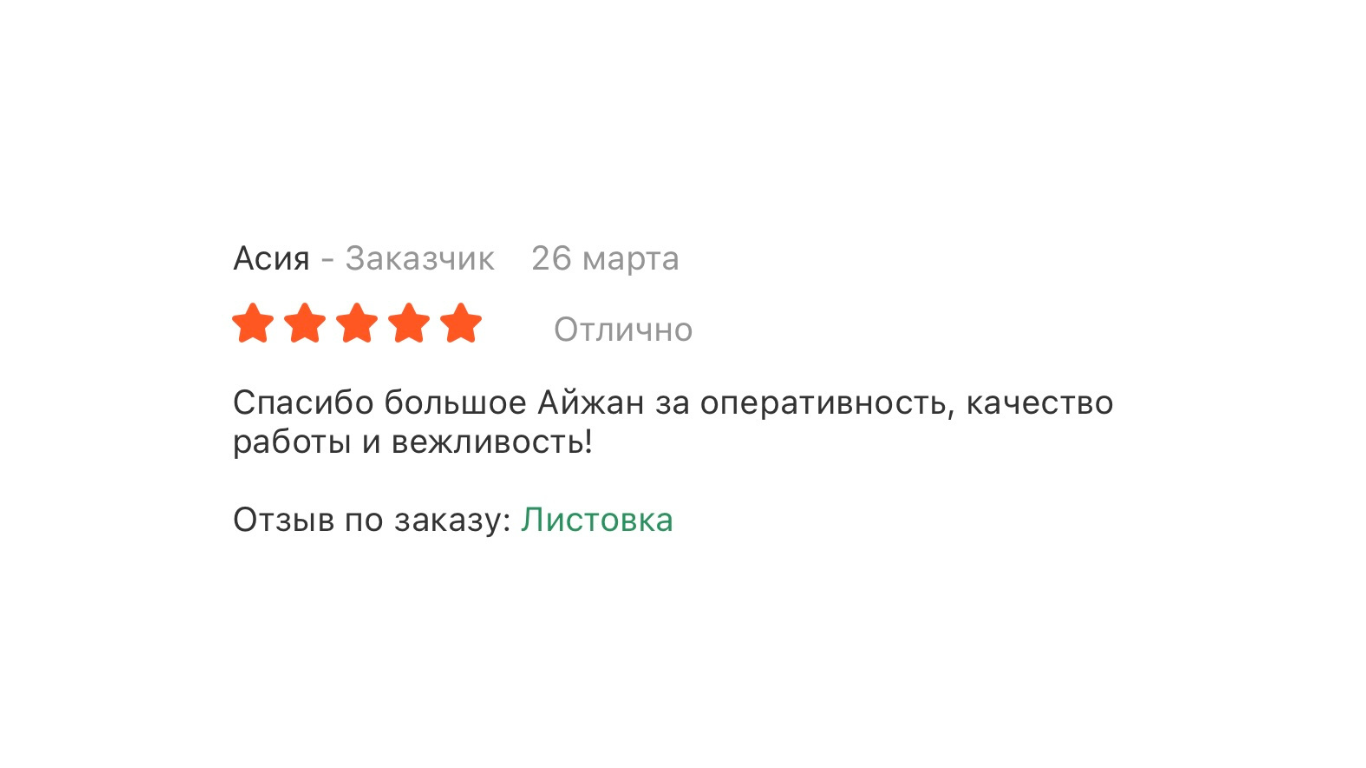 Асия - Заказчик 26 марта
Отлично
Спасибо большое Айжан за оперативность, качество
работы и вежливость!
Отзыв по заказу: Листовка